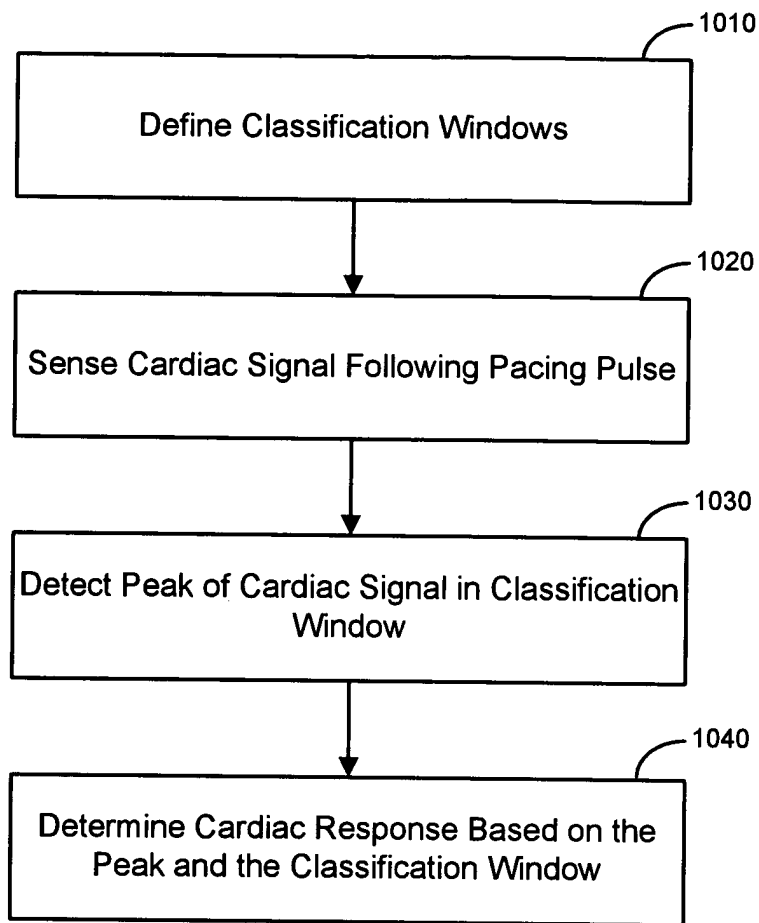 1010
Define Classification Windows
1020
Sense Cardiac Signal Following Pacing Pulse
1030
Detect Peak of Cardiac Signal in Classification
Window
1040
Determine Cardiac Response Based on the
Peak and the Classification Window